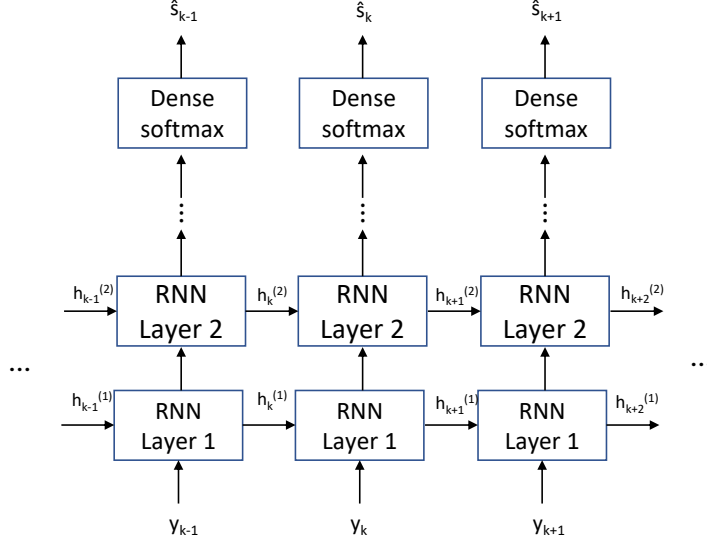 ŝk-1 ŝk ŝk+1
Dense softmax Dense softmax Dense softmax
⋮ ⋮ ⋮
hk-1(2) RNN Layer 2 hk(2) RNN Layer 2 hk+1(2) RNN Layer 2 hk+2(2)
... ..
hk-1(1) RNN Layer 1 hk(1) RNN Layer 1 hk+1(1) RNN Layer 1 hk+2(1)
yk-1 yk yk+1